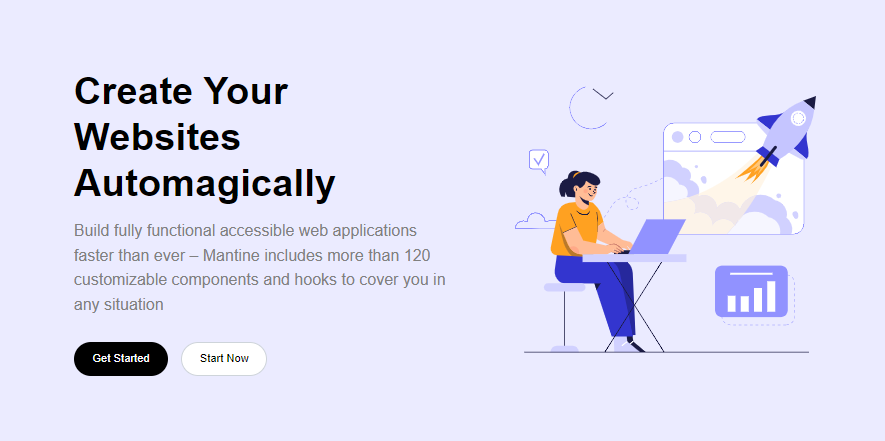 Create Your
Websites
Automagically
Build fully functional accessible web applications
faster than ever – Mantine includes more than 120
customizable components and hooks to cover you in
any situation
Get Started
Start Now